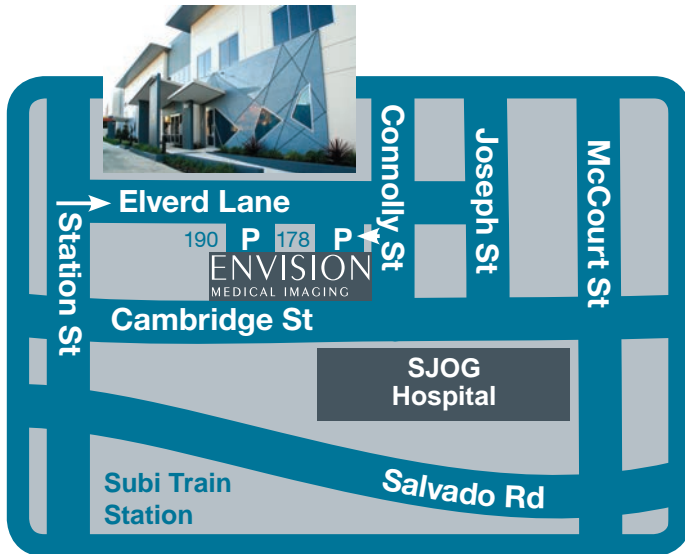 Connolly St
Joseph St
McCourt St
Elverd Lane
Station St
190 P 178 P
ENVISION
MEDICAL IMAGING
Cambridge St
SJOG
Hospital
Salvado Rd
Subi Train
Station